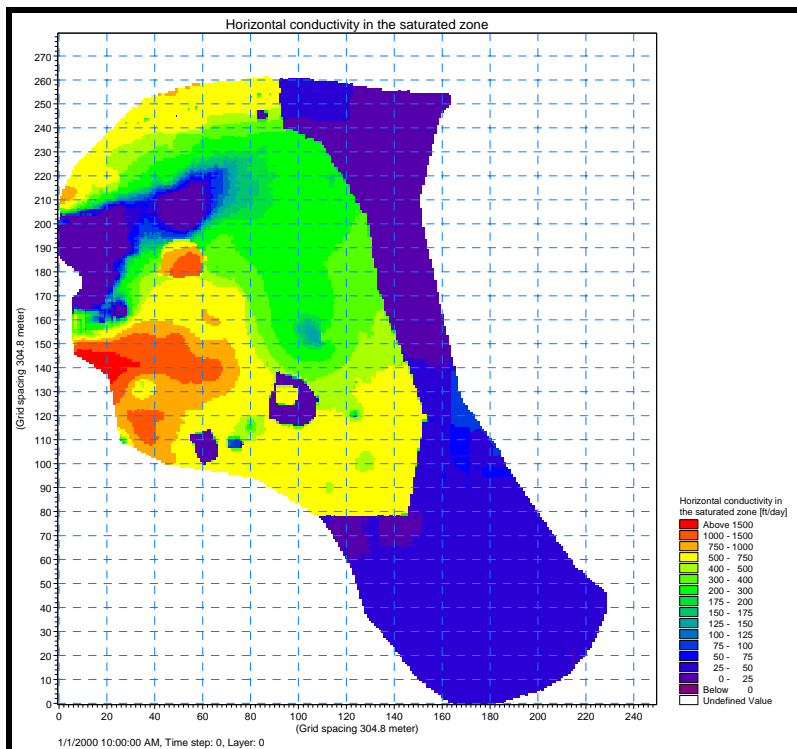 Horizontal conductivity in the saturated zone
270
260
250
240
230
220
210
200
190
180
170
160
150
140
130
120
110
100
90
80
70
60
50
40
30
20
10
0
(Grid spacing 304.8 meter)
0 20 40 60 80 100 120 140 160 180 200 220 240
(Grid spacing 304.8 meter)
1/1/2000 10:00:00 AM, Time step: 0, Layer: 0
Horizontal conductivity in
the saturated zone [ft/day]
Above 1500
1000 - 1500
750 - 1000
500 - 750
400 - 500
300 - 400
200 - 300
175 - 200
150 - 175
125 - 150
100 - 125
75 - 100
50 - 75
25 - 50
0 - 25
Below 0
Undefined Value